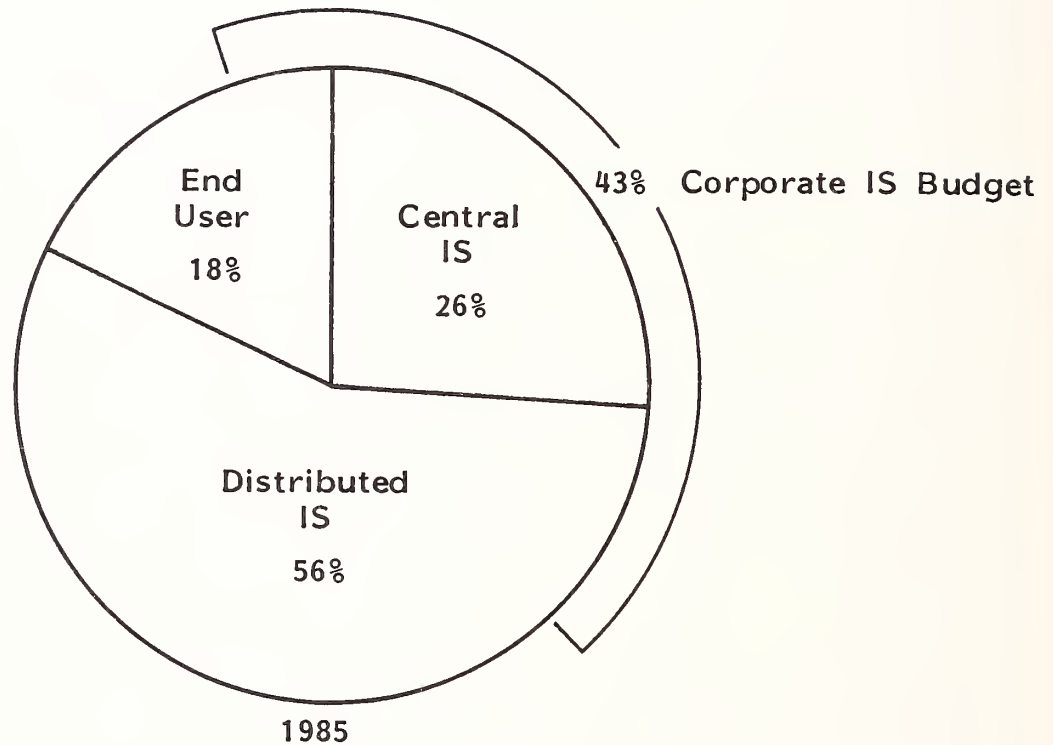 End
User
18%
Central
IS
26%
43% Corporate IS Budget
Distributed
IS
56%
1985